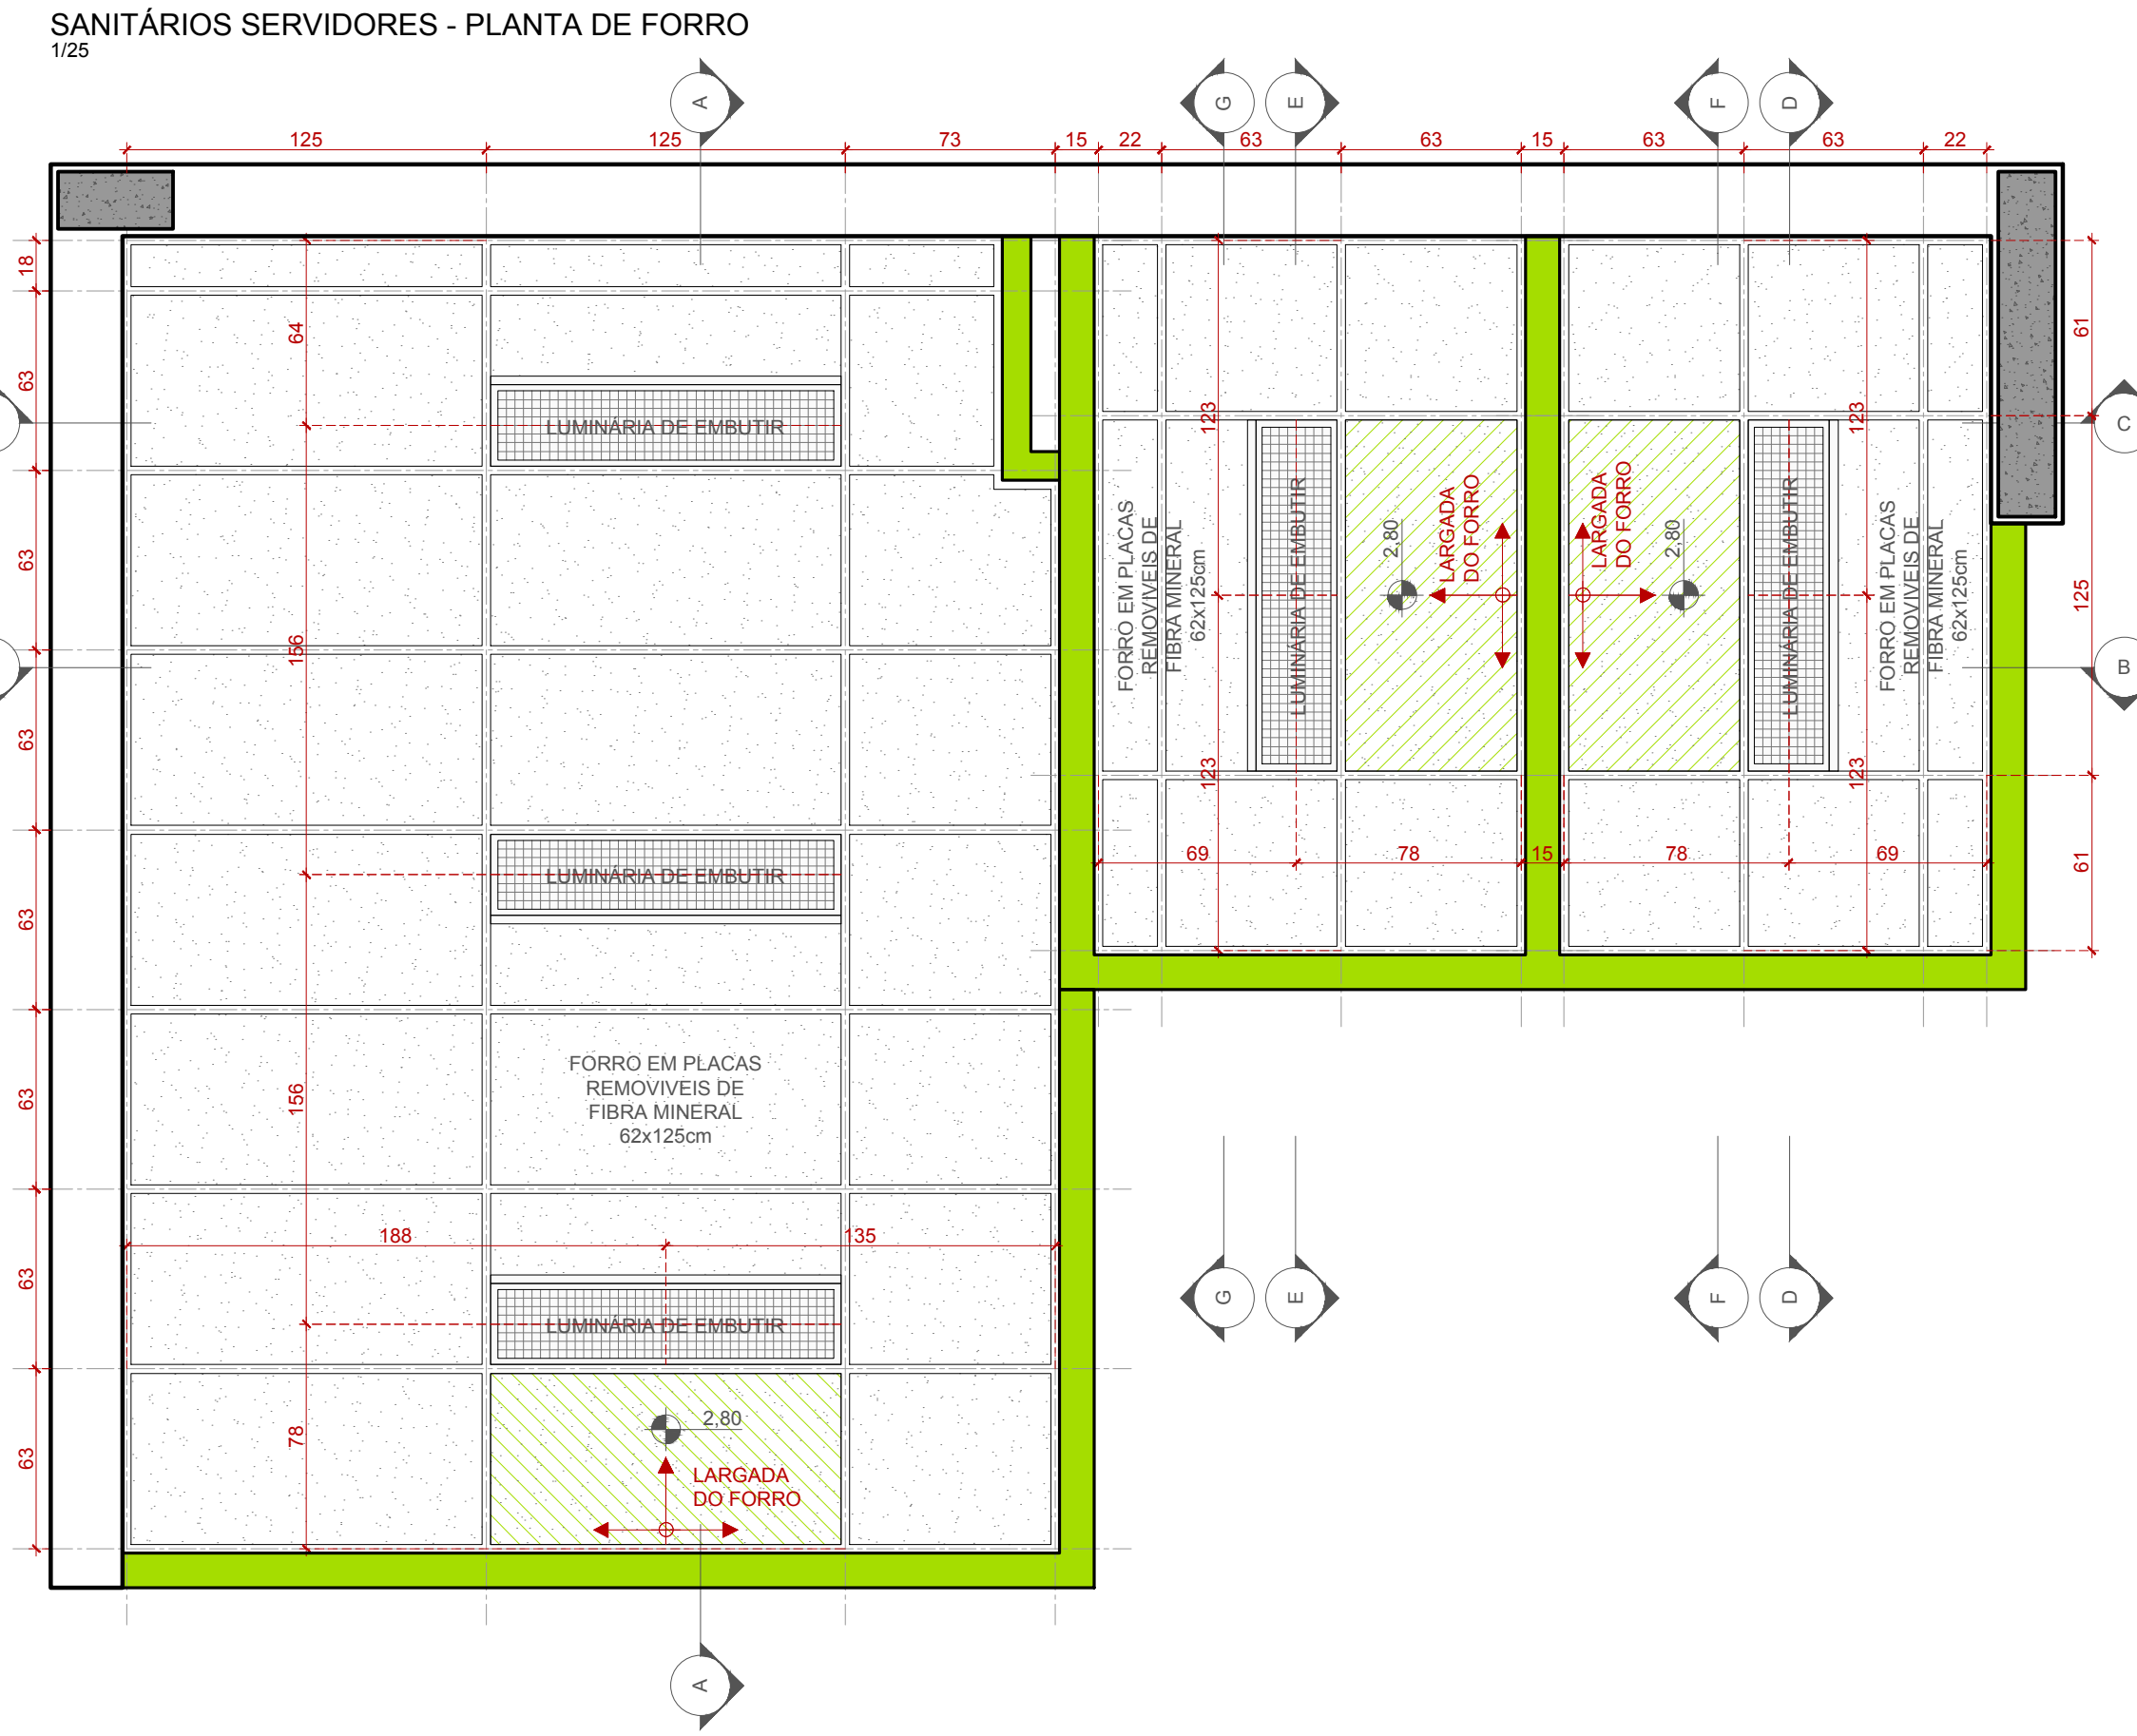 SANITÁRIOS SERVIDORES - PLANTA DE FORRO
1/25
A
G
E
F
D
125
125
73
15
22
63
63
15
63
63
22
18
63
63
63
63
63
63
63
64
156
156
78
LUMINÁRIA DE EMBUTIR
LUMINÁRIA DE EMBUTIR
FORRO EM PLACAS
REMOVIVEIS DE
FIBRA MINERAL
62x125cm
188
135
LUMINÁRIA DE EMBUTIR
2,80
LARGADA
DO FORRO
123
123
FORRO EM PLACAS
REMOVIVEIS DE
FIBRA MINERAL
62x125cm
LUMINÁRIA DE EMBUTIR
2,80
LARGADA
DO FORRO
LARGADA
DO FORRO
2,80
LUMINÁRIA DE EMBUTIR
123
123
FORRO EM PLACAS
REMOVIVEIS DE
FIBRA MINERAL
62x125cm
69
78
15
78
69
61
125
61
C
B
G
E
F
D
A